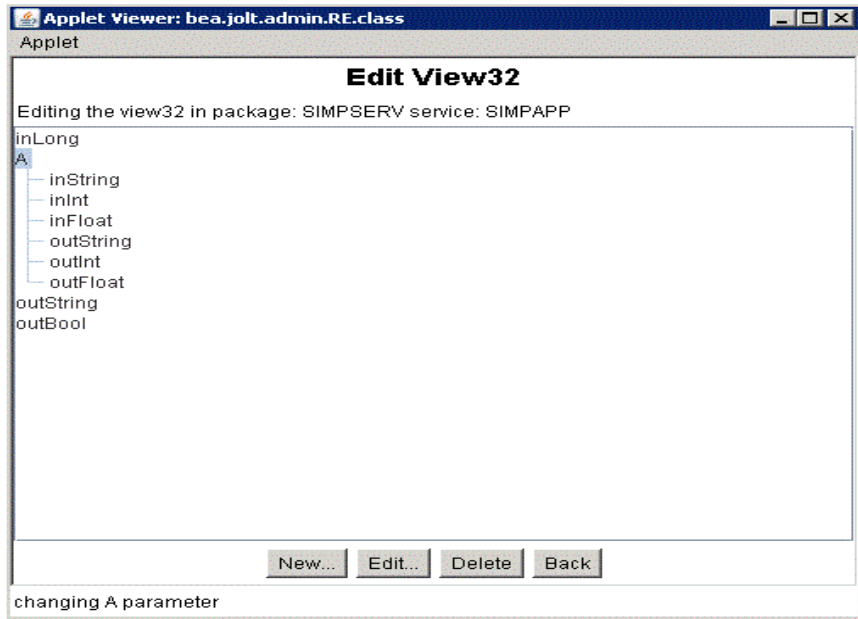 Applet Viewer: bea.jolt.admin.RE.class
Applet
Edit View32
Editing the view32 in package: SIMPSERV service: SIMPAPP
inLong
A
inString
inInt
inFloat
outString
outInt
outFloat
outString
outBool
New... Edit... Delete Back
changing A parameter